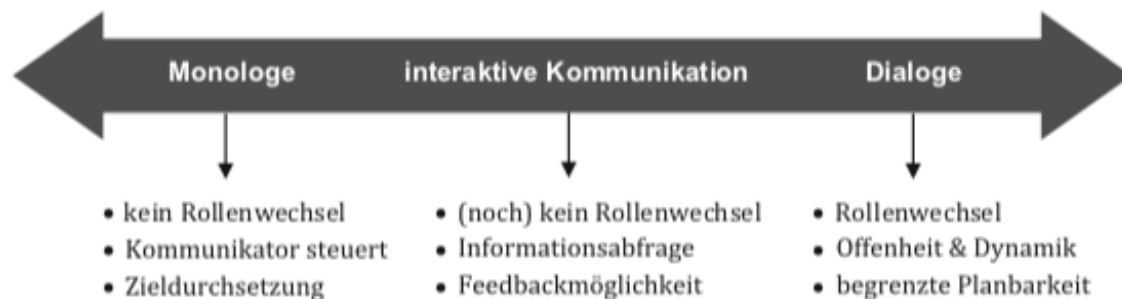 Monologe interaktive Kommunikation Dialoge
• kein Rollenwechsel
• Kommunikator steuert
• Zieldurchsetzung
• (noch) kein Rollenwechsel
• Informationsabfrage
• Feedbackmöglichkeit
• Rollenwechsel
• Offenheit & Dynamik
• begrenzte Planbarkeit